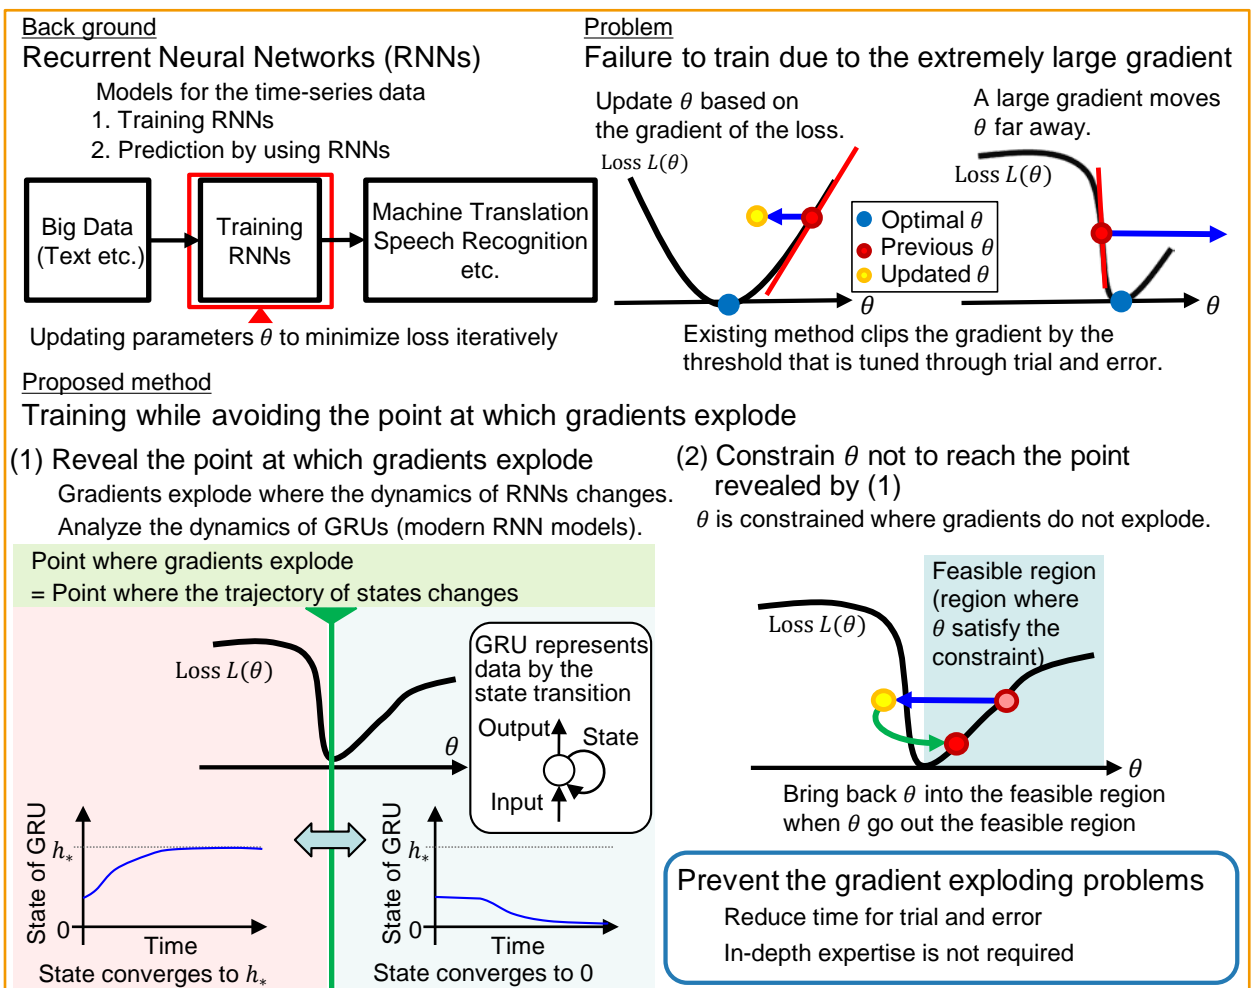 Back ground
Recurrent Neural Networks (RNNs)
Models for the time-series data
1. Training RNNs
2. Prediction by using RNNs
Big Data
(Text etc.)
Training
RNNs
Machine Translation
Speech Recognition
etc.
Updating parameters θ to minimize loss iteratively
Problem
Failure to train due to the extremely large gradient
Update θ based on
the gradient of the loss.
Loss L(θ)
θ
A large gradient moves
θ far away.
Loss L(θ)
θ
Optimal θ
Previous θ
Updated θ
Existing method clips the gradient by the
threshold that is tuned through trial and error.
Proposed method
Training while avoiding the point at which gradients explode
(1) Reveal the point at which gradients explode
Gradients explode where the dynamics of RNNs changes.
Analyze the dynamics of GRUs (modern RNN models).
Point where gradients explode
= Point where the trajectory of states changes
Loss L(θ)
θ
GRU represents
data by the
state transition
Output
State
Input
State of GRU
h*
0
Time
State converges to h*
State of GRU
h*
0
Time
State converges to 0
(2) Constrain θ not to reach the point
revealed by (1)
θ is constrained where gradients do not explode.
Feasible region
(region where
θ satisfy the
constraint)
Loss L(θ)
θ
Bring back θ into the feasible region
when θ go out the feasible region
Prevent the gradient exploding problems
Reduce time for trial and error
In-depth expertise is not required